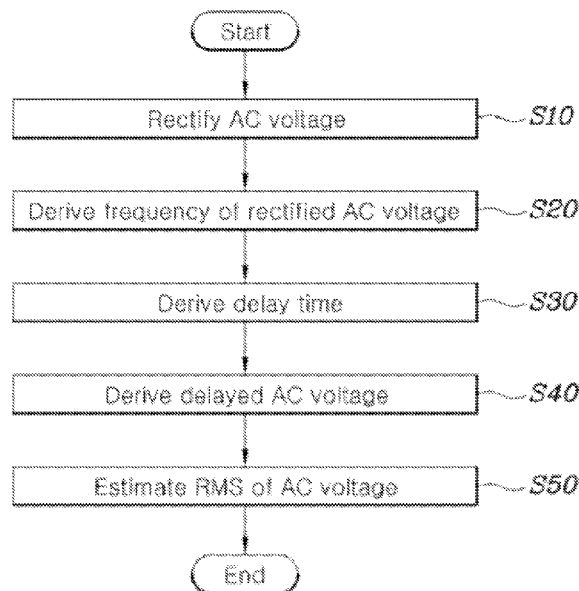 Start
Rectify AC voltage
S10
Derive frequency of rectified AC voltage
S20
Derive delay time
S30
Derive delayed AC voltage
S40
Estimate RMS of AC voltage
S50
End